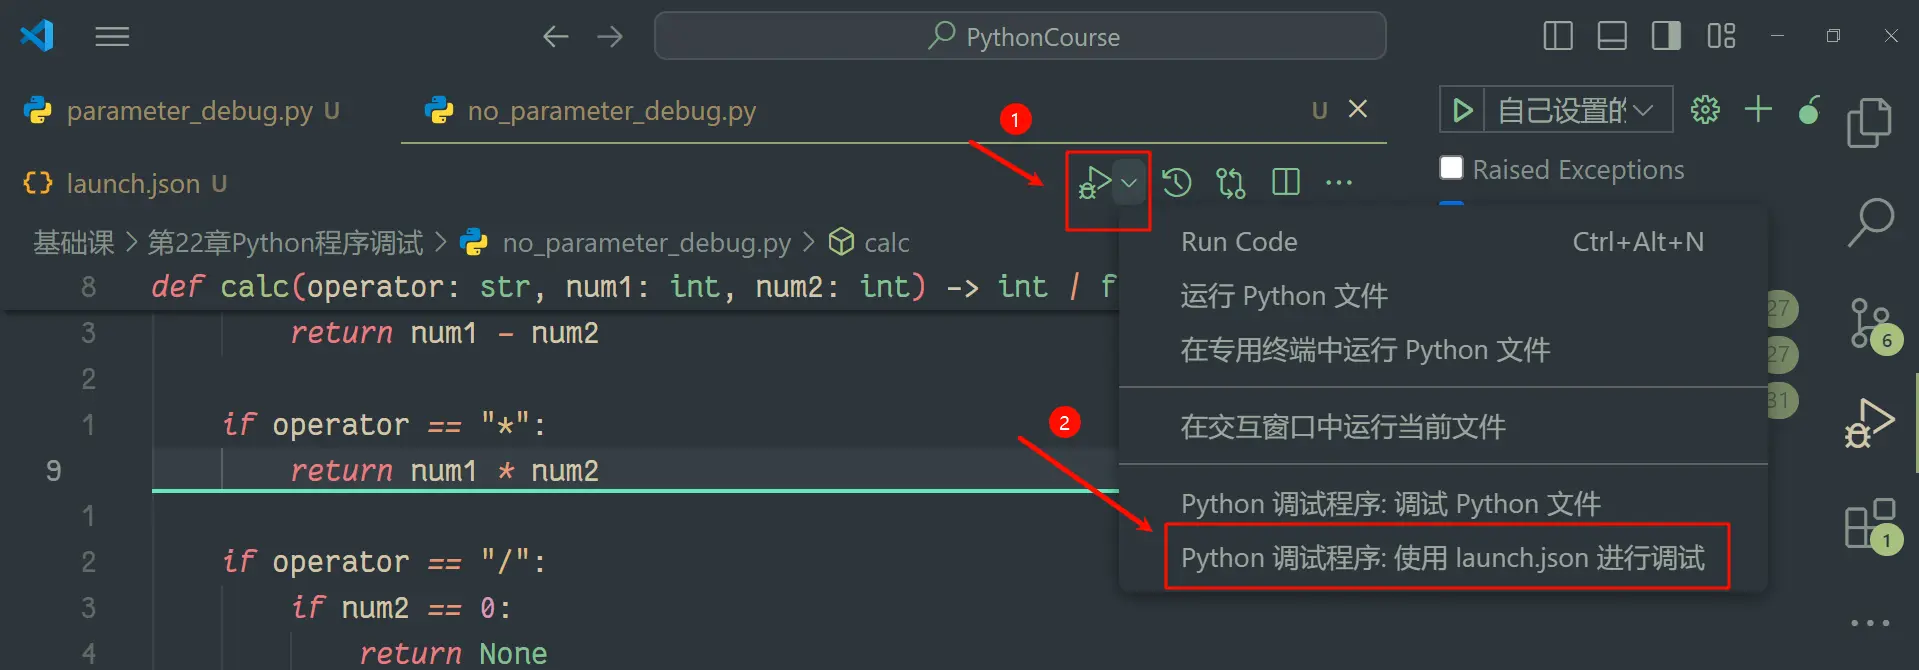 PythonCourse
parameter_debug.py U
no_parameter_debug.py U
自己设置的
1
launch.json U
Raised Exceptions
基础课 > 第22章Python程序调试 > no_parameter_debug.py > calc
Run Code Ctrl+Alt+N
8 def calc(operator: str, num1: int, num2: int) -> int | f
运行 Python 文件
27
3 return num1 - num2
6
在专用终端中运行 Python 文件
27
2
31
1 if operator == "*":
2
在交互窗口中运行当前文件
9 return num1 * num2
Python 调试程序: 调试 Python 文件
1
1
2 if operator == "/":
Python 调试程序: 使用 launch.json 进行调试
3 if num2 == 0:
4 return None